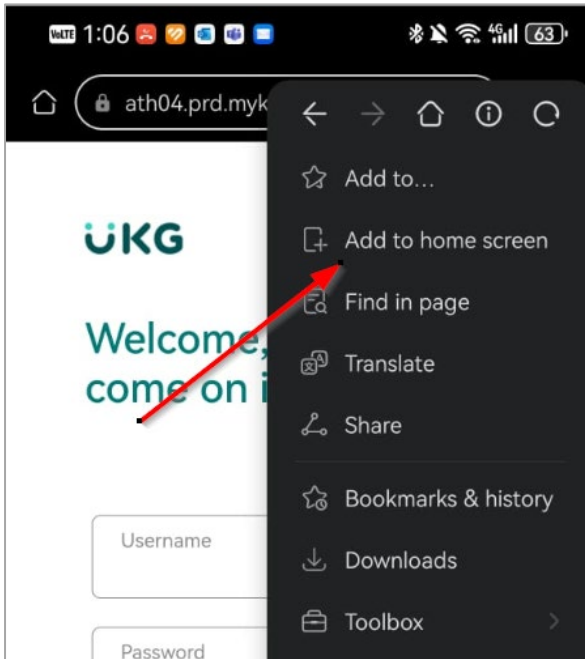 VoLTE 1:06 4G 63
ath04.prd.myk
Add to...
UKG
Add to home screen
Find in page
Welcome,
Translate
come on i
Share
Bookmarks & history
Username
Downloads
Toolbox
Password